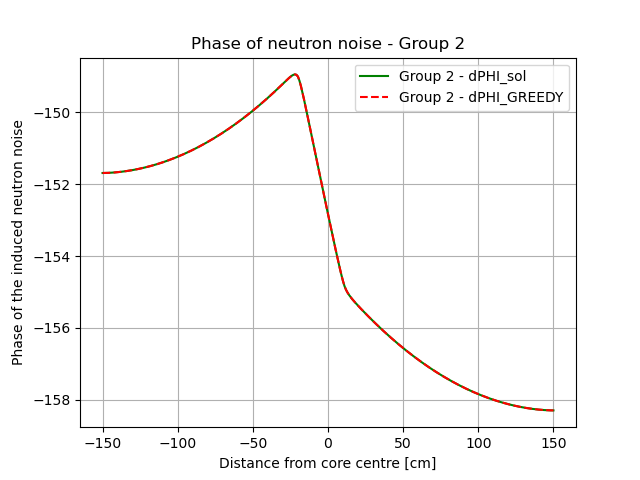 Phase of neutron noise - Group 2
Group 2 - dPHI_sol
Group 2 - dPHI_GREEDY
Phase of the induced neutron noise
−150
−152
−154
−156
−158
−150
−100
−50
0
50
100
150
Distance from core centre [cm]